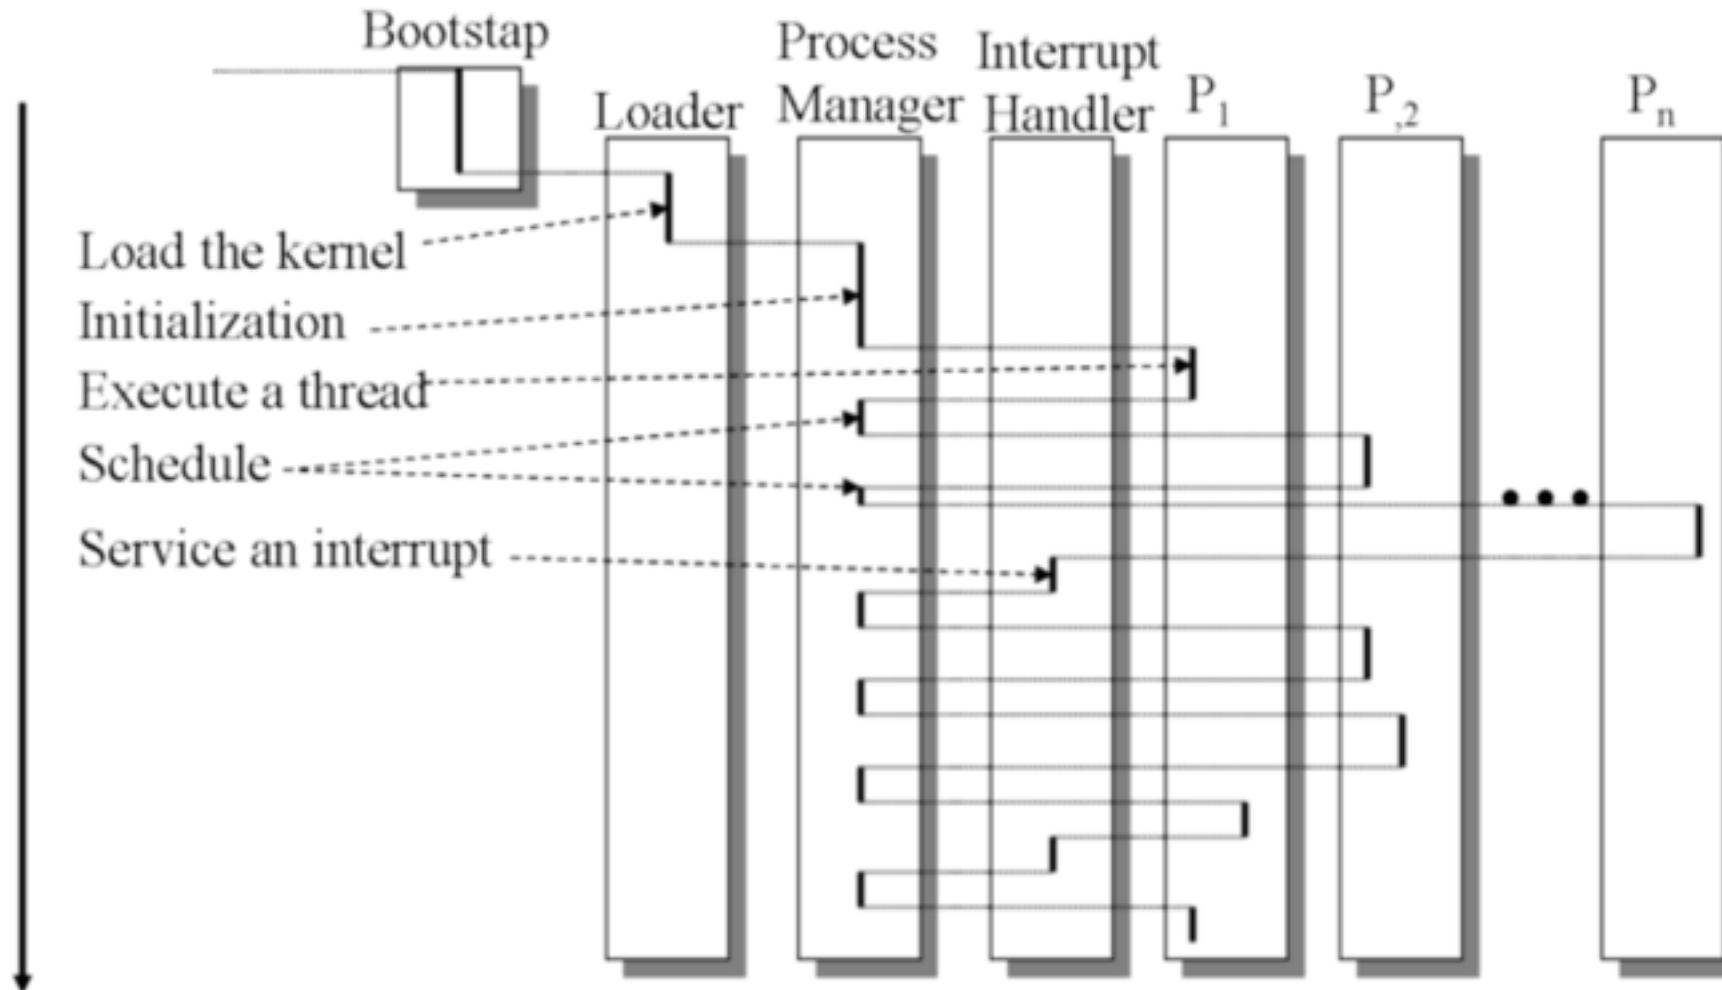 Bootstap
Loader
Process
Manager
Interrupt
Handler
P1
P,2
Pn
Load the kernel
Initialization
Execute a thread
Schedule
Service an interrupt